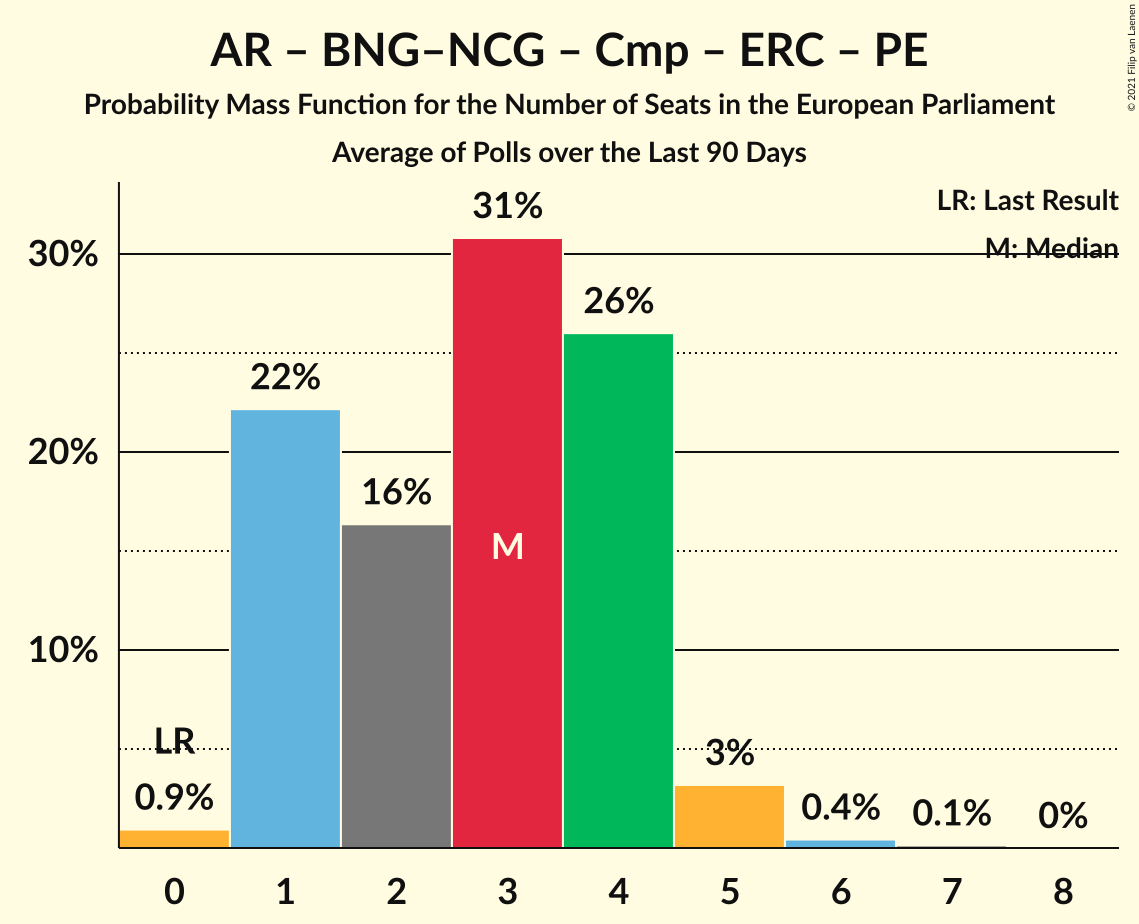 AR – BNG–NCG – Cmp – ERC – PE
Probability Mass Function for the Number of Seats in the European Parliament
Average of Polls over the Last 90 Days
© 2021 Filip van Laenen
LR: Last Result
M: Median
30%
20%
10%
LR
0.9%
22%
16%
31%
M
26%
3%
0.4%
0.1%
0%
0 1 2 3 4 5 6 7 8